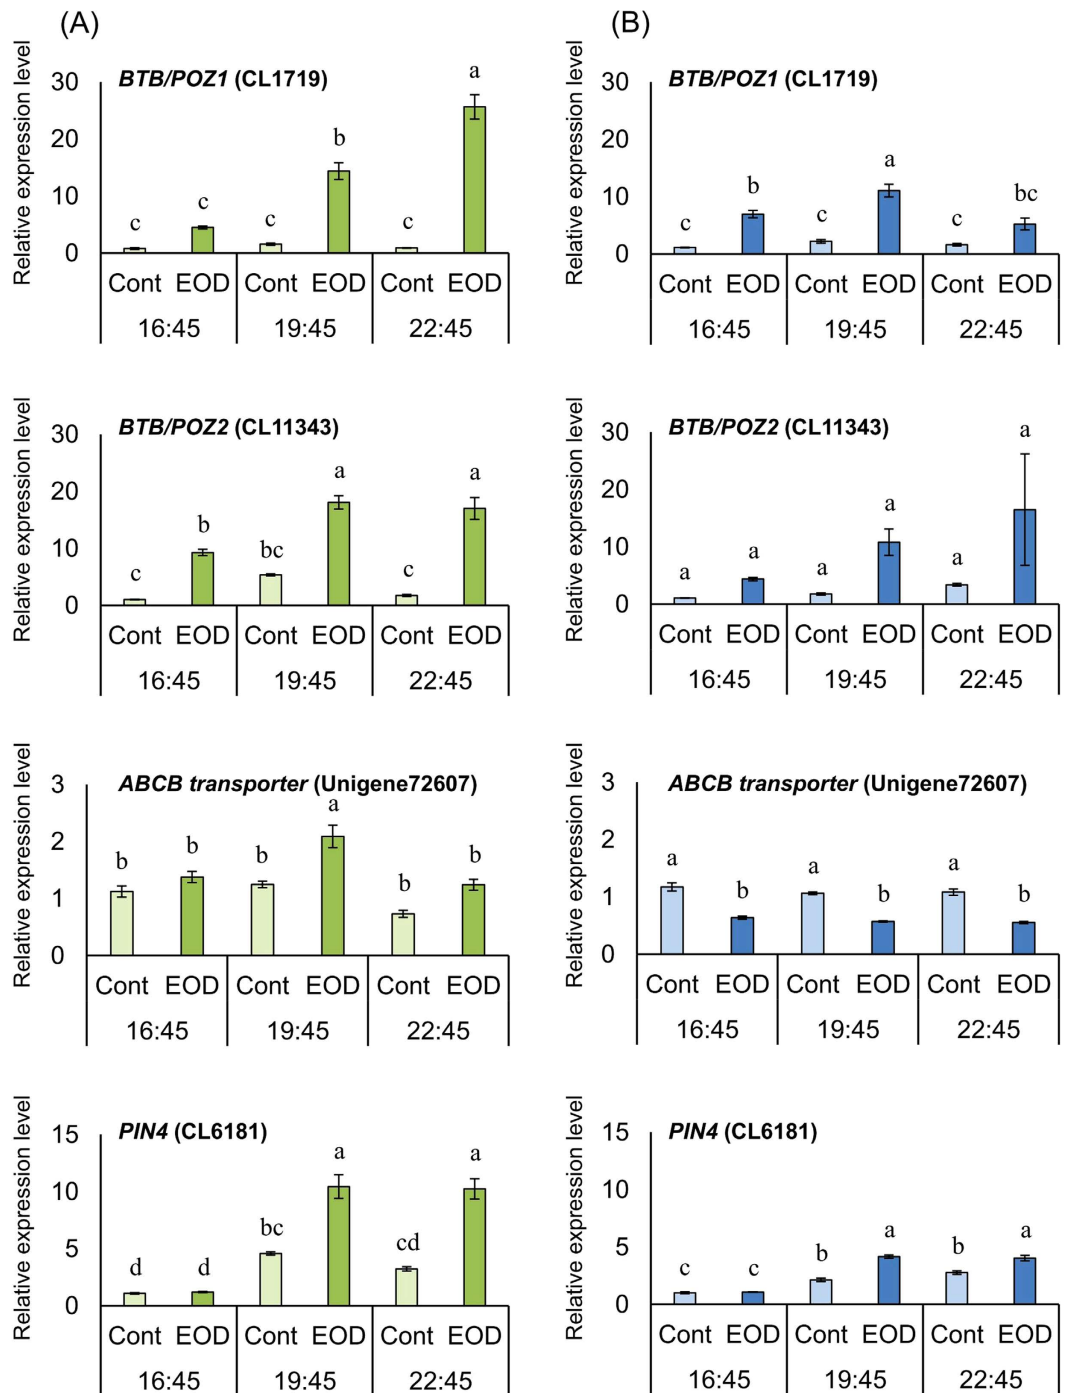 (A)
Relative expression level
BTB/POZ1 (CL1719)
30
20
10
0
c
c
c
b
c
a
Cont EOD Cont EOD Cont EOD
16:45 19:45 22:45
Relative expression level
BTB/POZ2 (CL11343)
30
20
10
0
c
b
bc
a
c
a
Cont EOD Cont EOD Cont EOD
16:45 19:45 22:45
Relative expression level
ABCB transporter (Unigene72607)
3
2
1
0
b
b
b
a
b
b
Cont EOD Cont EOD Cont EOD
16:45 19:45 22:45
Relative expression level
PIN4 (CL6181)
15
10
5
0
d
d
bc
a
cd
a
Cont EOD Cont EOD Cont EOD
16:45 19:45 22:45
(B)
Relative expression level
BTB/POZ1 (CL1719)
30
20
10
0
c
b
c
a
c
bc
Cont EOD Cont EOD Cont EOD
16:45 19:45 22:45
Relative expression level
BTB/POZ2 (CL11343)
30
20
10
0
a
a
a
a
a
a
Cont EOD Cont EOD Cont EOD
16:45 19:45 22:45
Relative expression level
ABCB transporter (Unigene72607)
3
2
1
0
a
b
a
b
a
b
Cont EOD Cont EOD Cont EOD
16:45 19:45 22:45
Relative expression level
PIN4 (CL6181)
15
10
5
0
c
c
b
a
b
a
Cont EOD Cont EOD Cont EOD
16:45 19:45 22:45